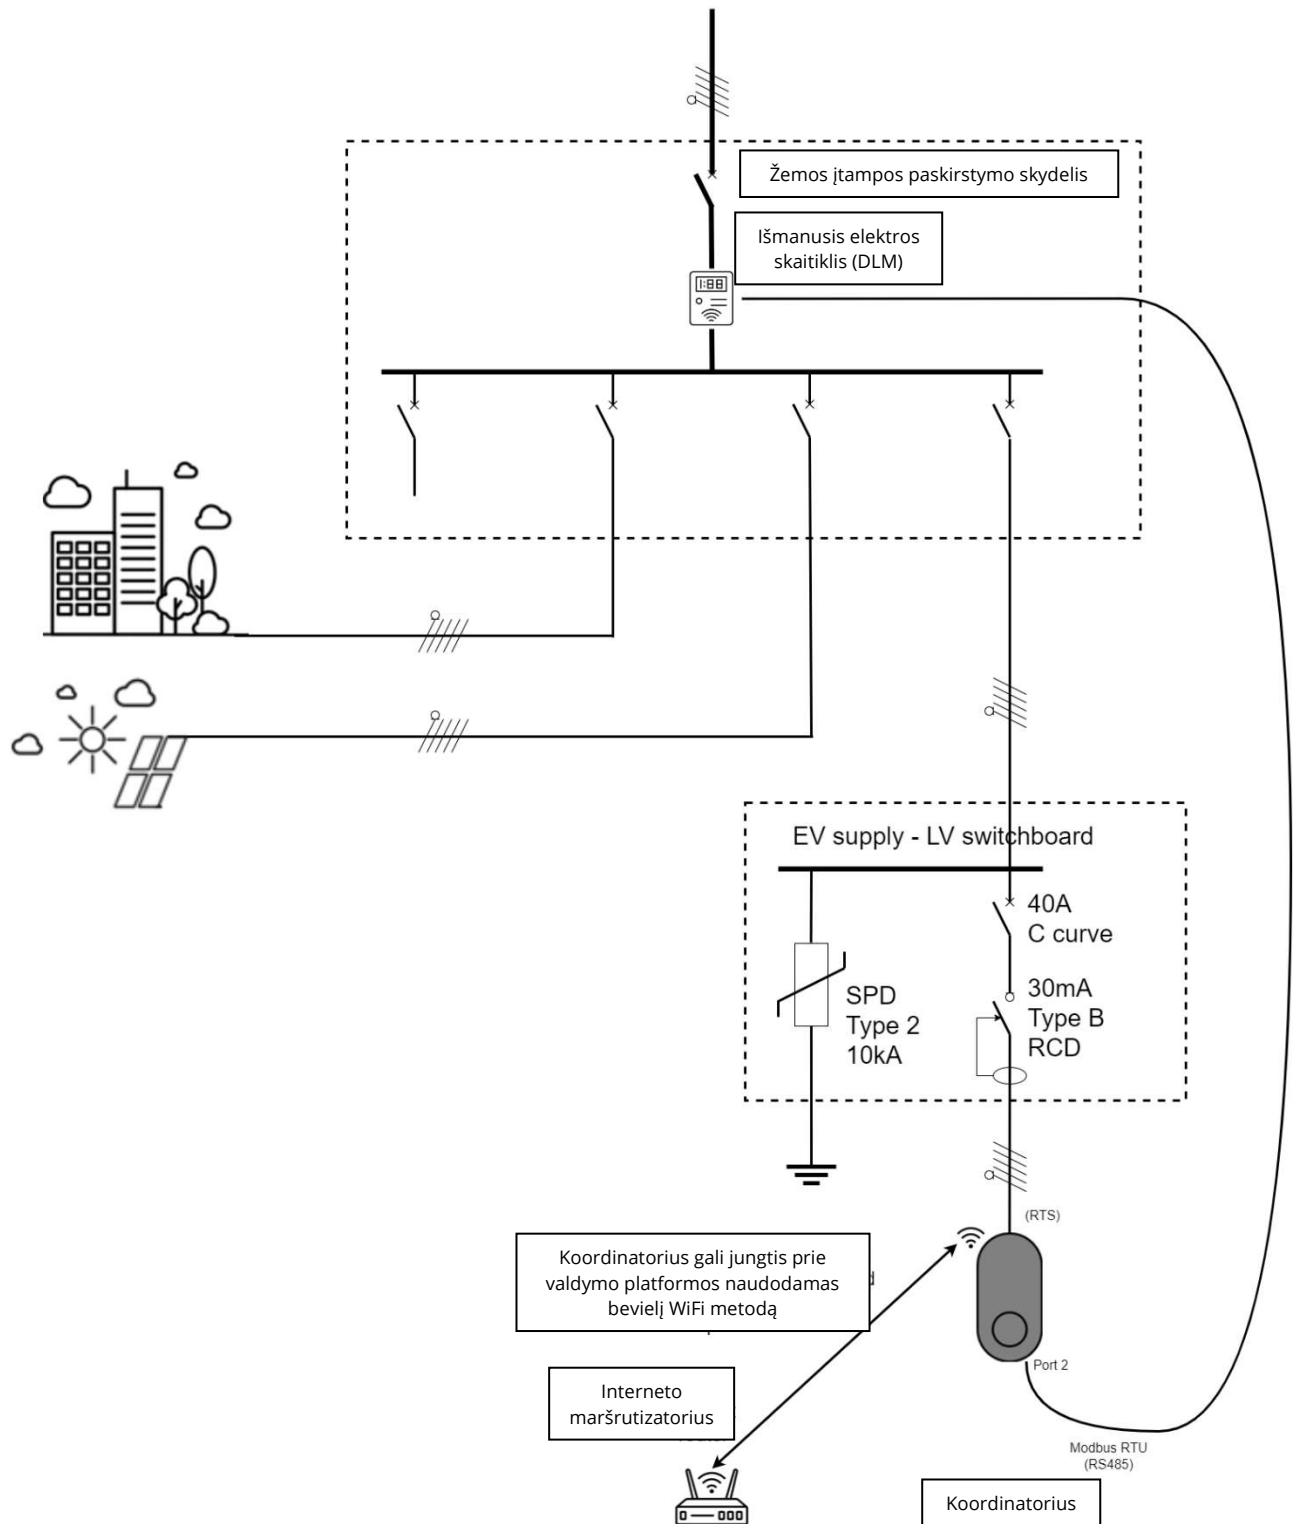 Žemos įtampos paskirstymo skydelis
Išmanusis elektros
skaitiklis (DLM)
EV supply - LV switchboard
40A
C curve
30mA
Type B
RCD
SPD
Type 2
10kA
(RTS)
Koordinatorius gali jungtis prie
valdymo platformos naudodamas
bevielį WiFi metodą
Port 2
Interneto
maršrutizatorius
Modbus RTU
(RS485)
Koordinatorius